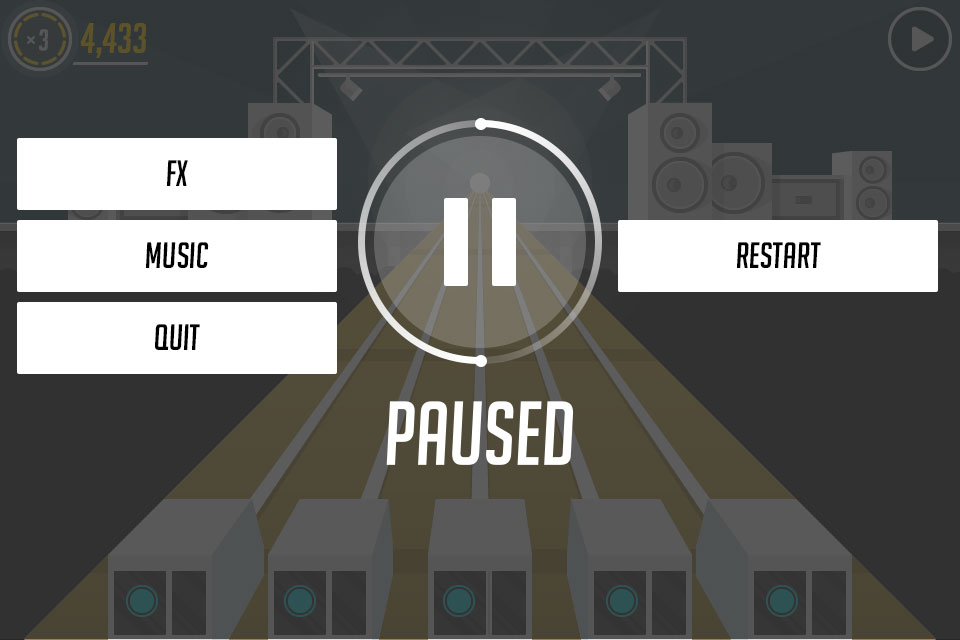 ×3 4,433
FX
MUSIC
QUIT
RESTART
PAUSED